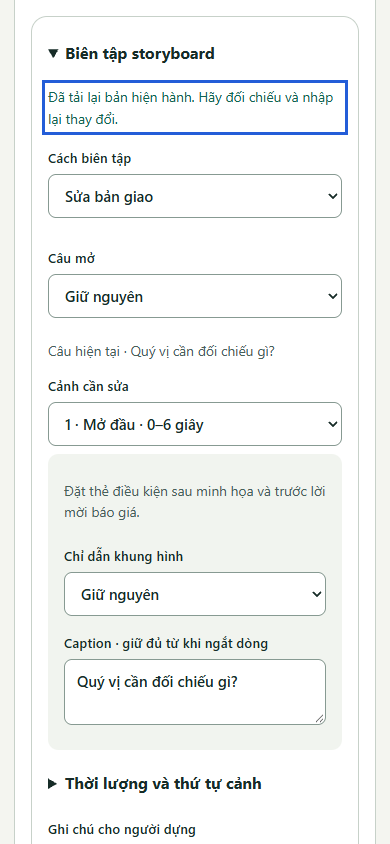 Biên tập storyboard
Đã tải lại bản hiện hành. Hãy đối chiếu và nhập
lại thay đổi.
Cách biên tập
Sửa bản giao
Câu mở
Giữ nguyên
Câu hiện tại · Quý vị cần đối chiếu gì?
Cảnh cần sửa
1 · Mở đầu · 0–6 giây
Đặt thẻ điều kiện sau minh họa và trước lời
mời báo giá.
Chỉ dẫn khung hình
Giữ nguyên
Caption · giữ đủ từ khi ngắt dòng
Quý vị cần đối chiếu gì?
Thời lượng và thứ tự cảnh
Ghi chú cho người dựng